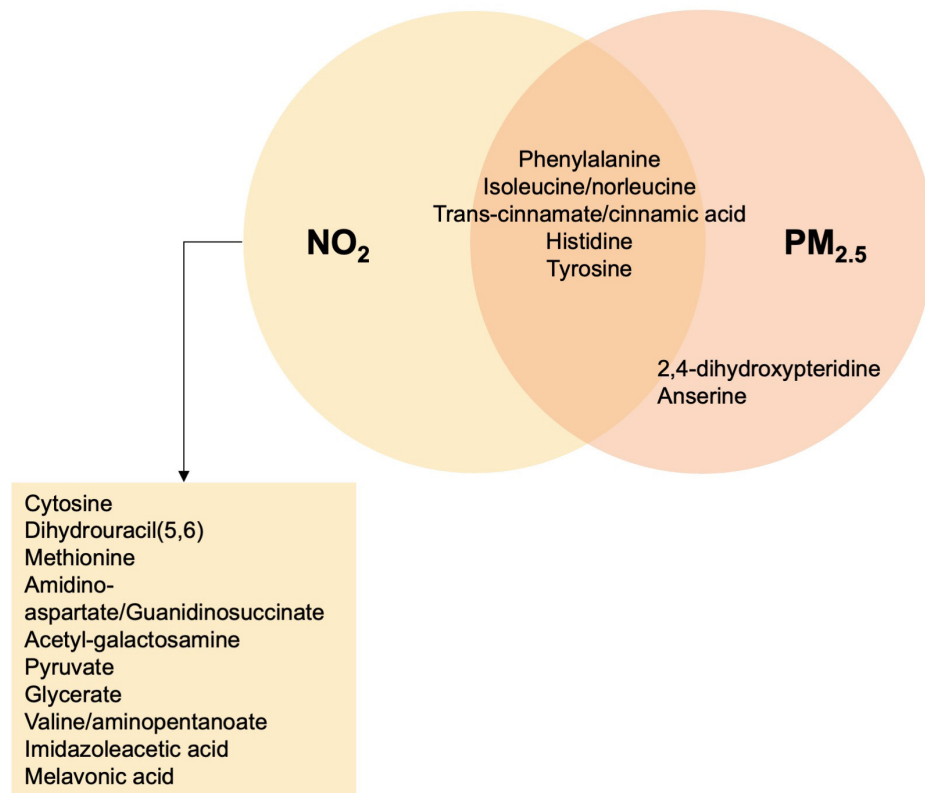 Phenylalanine
Isoleucine/norleucine
Trans-cinnamate/cinnamic acid
Histidine
Tyrosine
NO₂
PM₂.₅
2,4-dihydroxypteridine
Anserine
Cytosine
Dihydrouracil(5,6)
Methionine
Amidino-
aspartate/Guanidinosuccinate
Acetyl-galactosamine
Pyruvate
Glycerate
Valine/aminopentanoate
Imidazoleacetic acid
Melavonic acid